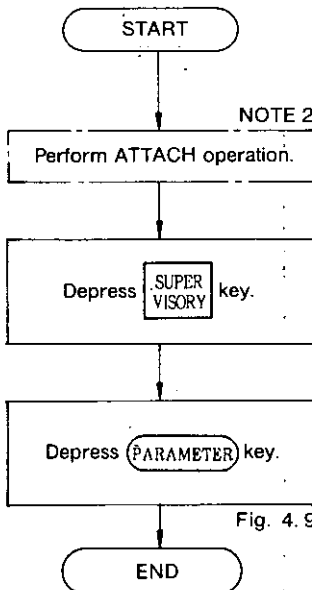 START
NOTE 2
Perform ATTACH operation.
Depress SUPER VISORY key.
Depress PARAMETER key.
Fig. 4.9
END